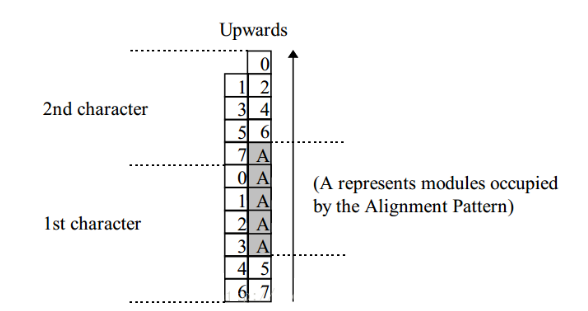 Upwards
0
1 2
2nd character 3 4
5 6
7 A
0 A (A represents modules occupied
1 A by the Alignment Pattern)
1st character 2 A
3 A
4 5
6 7